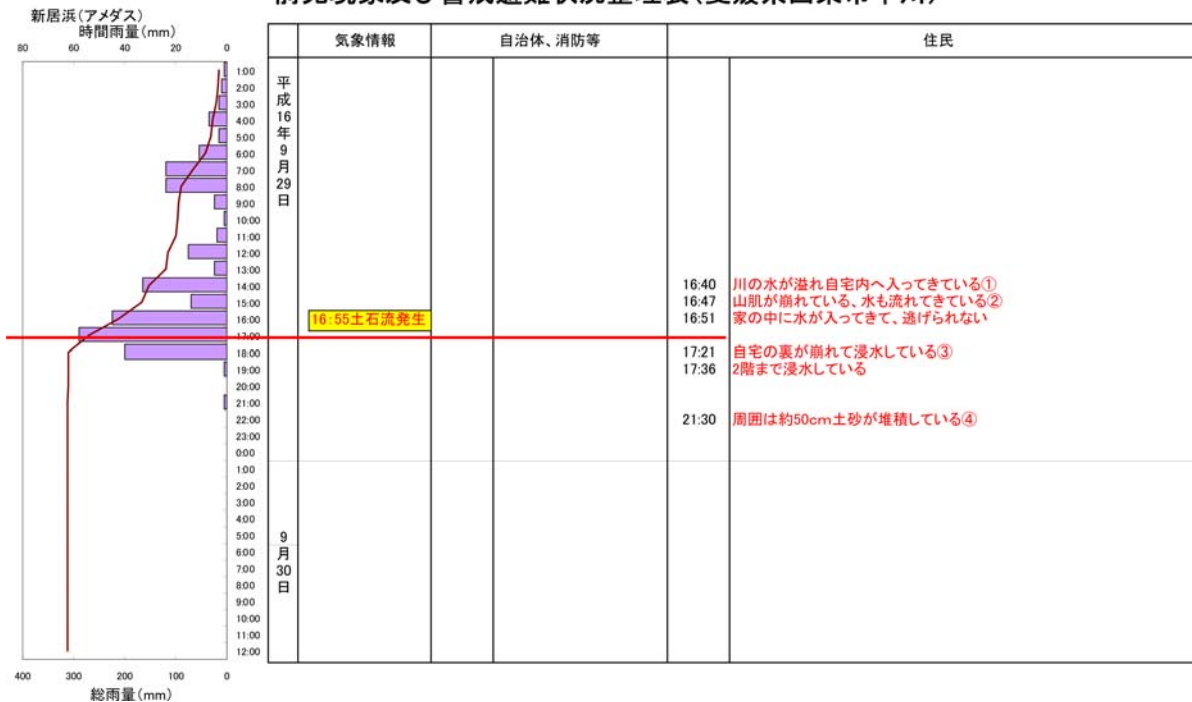 新居浜(アメダス)
時間雨量(mm)
80 60 40 20 0
気象情報 自治体、消防等 住民
平成16年9月29日
1:00
2:00
3:00
4:00
5:00
6:00
7:00
8:00
9:00
10:00
11:00
12:00
13:00
14:00
15:00
16:00
17:00
18:00
19:00
20:00
21:00
22:00
23:00
0:00
1:00
2:00
3:00
4:00
5:00
6:00
7:00
8:00
9:00
10:00
11:00
12:00
16:40 川の水が溢れ自宅内へ入ってきている①
16:47 山肌が崩れている、水も流れてきている②
16:51 家の中に水が入ってきて、逃げられない
16:55土石流発生
17:21 自宅の裏が崩れて浸水している③
17:36 2階まで浸水している
21:30 周囲は約50cm土砂が堆積している④
9月30日
400 300 200 100 0
総雨量(mm)